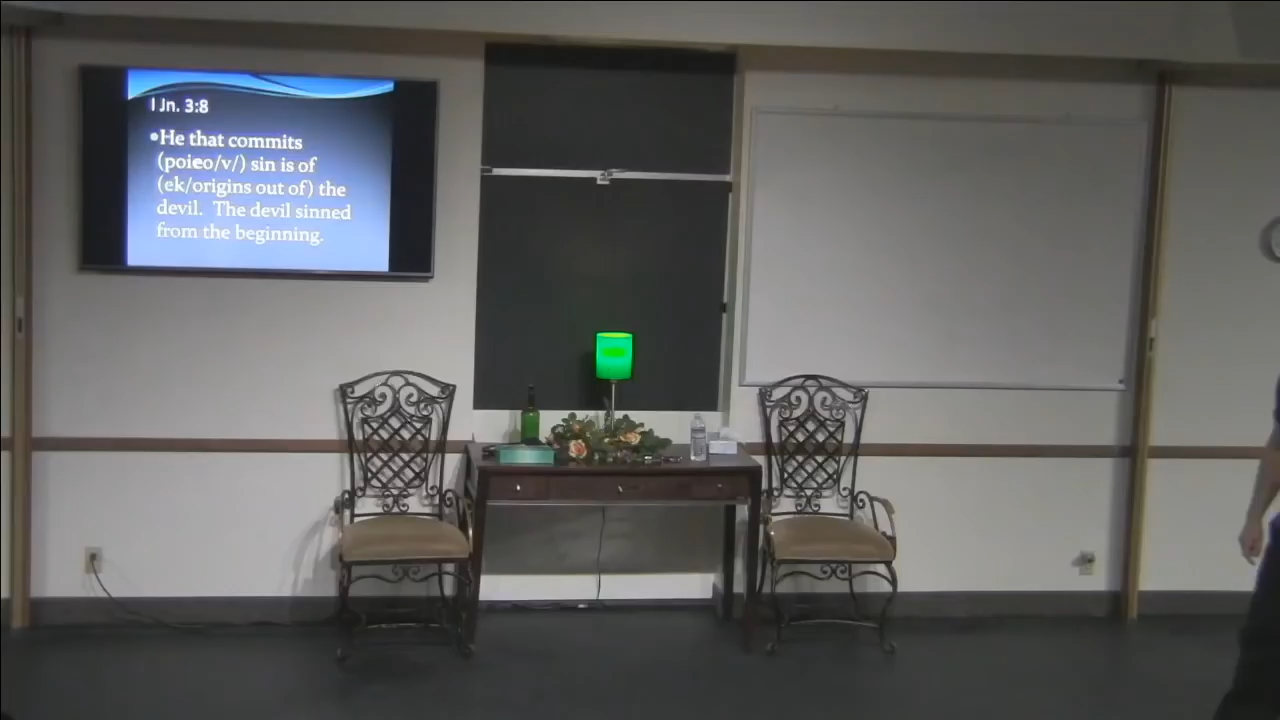 I Jn. 3:8
•He that commits
(poieo/v/) sin is of
(ek/origins out of) the
devil.  The devil sinned
from the beginning.